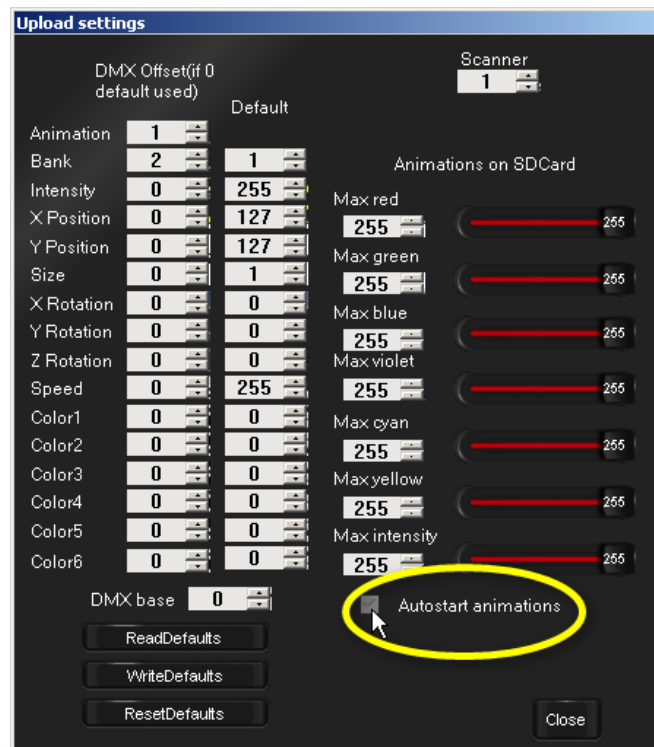 Upload settings
Scanner
1
DMX Offset(if 0
default used)
Default
Animation 1
Bank 2 1
Intensity 0 255
X Position 0 127
Y Position 0 127
Size 0 1
X Rotation 0 0
Y Rotation 0 0
Z Rotation 0 0
Speed 0 255
Color1 0 0
Color2 0 0
Color3 0 0
Color4 0 0
Color5 0 0
Color6 0 0
DMX base 0
ReadDefaults
WriteDefaults
ResetDefaults
Animations on SDCard
Max red
255 255
Max green
255 255
Max blue
255 255
Max violet
255 255
Max cyan
255 255
Max yellow
255 255
Max intensity
255 255
Autostart animations
Close